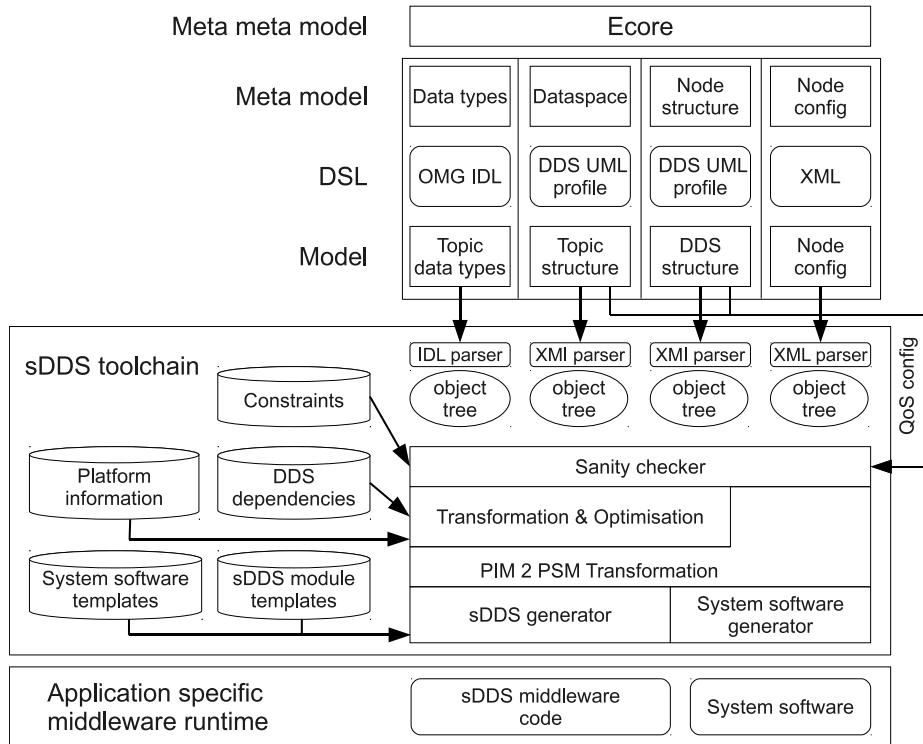 Meta meta model
Ecore
Meta model
Data types
Dataspace
Node
structure
Node
config
DSL
OMG IDL
DDS UML
profile
DDS UML
profile
XML
Model
Topic
data types
Topic
structure
DDS
structure
Node
config
sDDS toolchain
IDL parser
XMI parser
XMI parser
XML parser
object
tree
object
tree
object
tree
object
tree
QoS config
Constraints
Sanity checker
Platform
information
DDS
dependencies
Transformation & Optimisation
PIM 2 PSM Transformation
System software
templates
sDDS module
templates
sDDS generator
System software
generator
Application specific
middleware runtime
sDDS middleware
code
System software